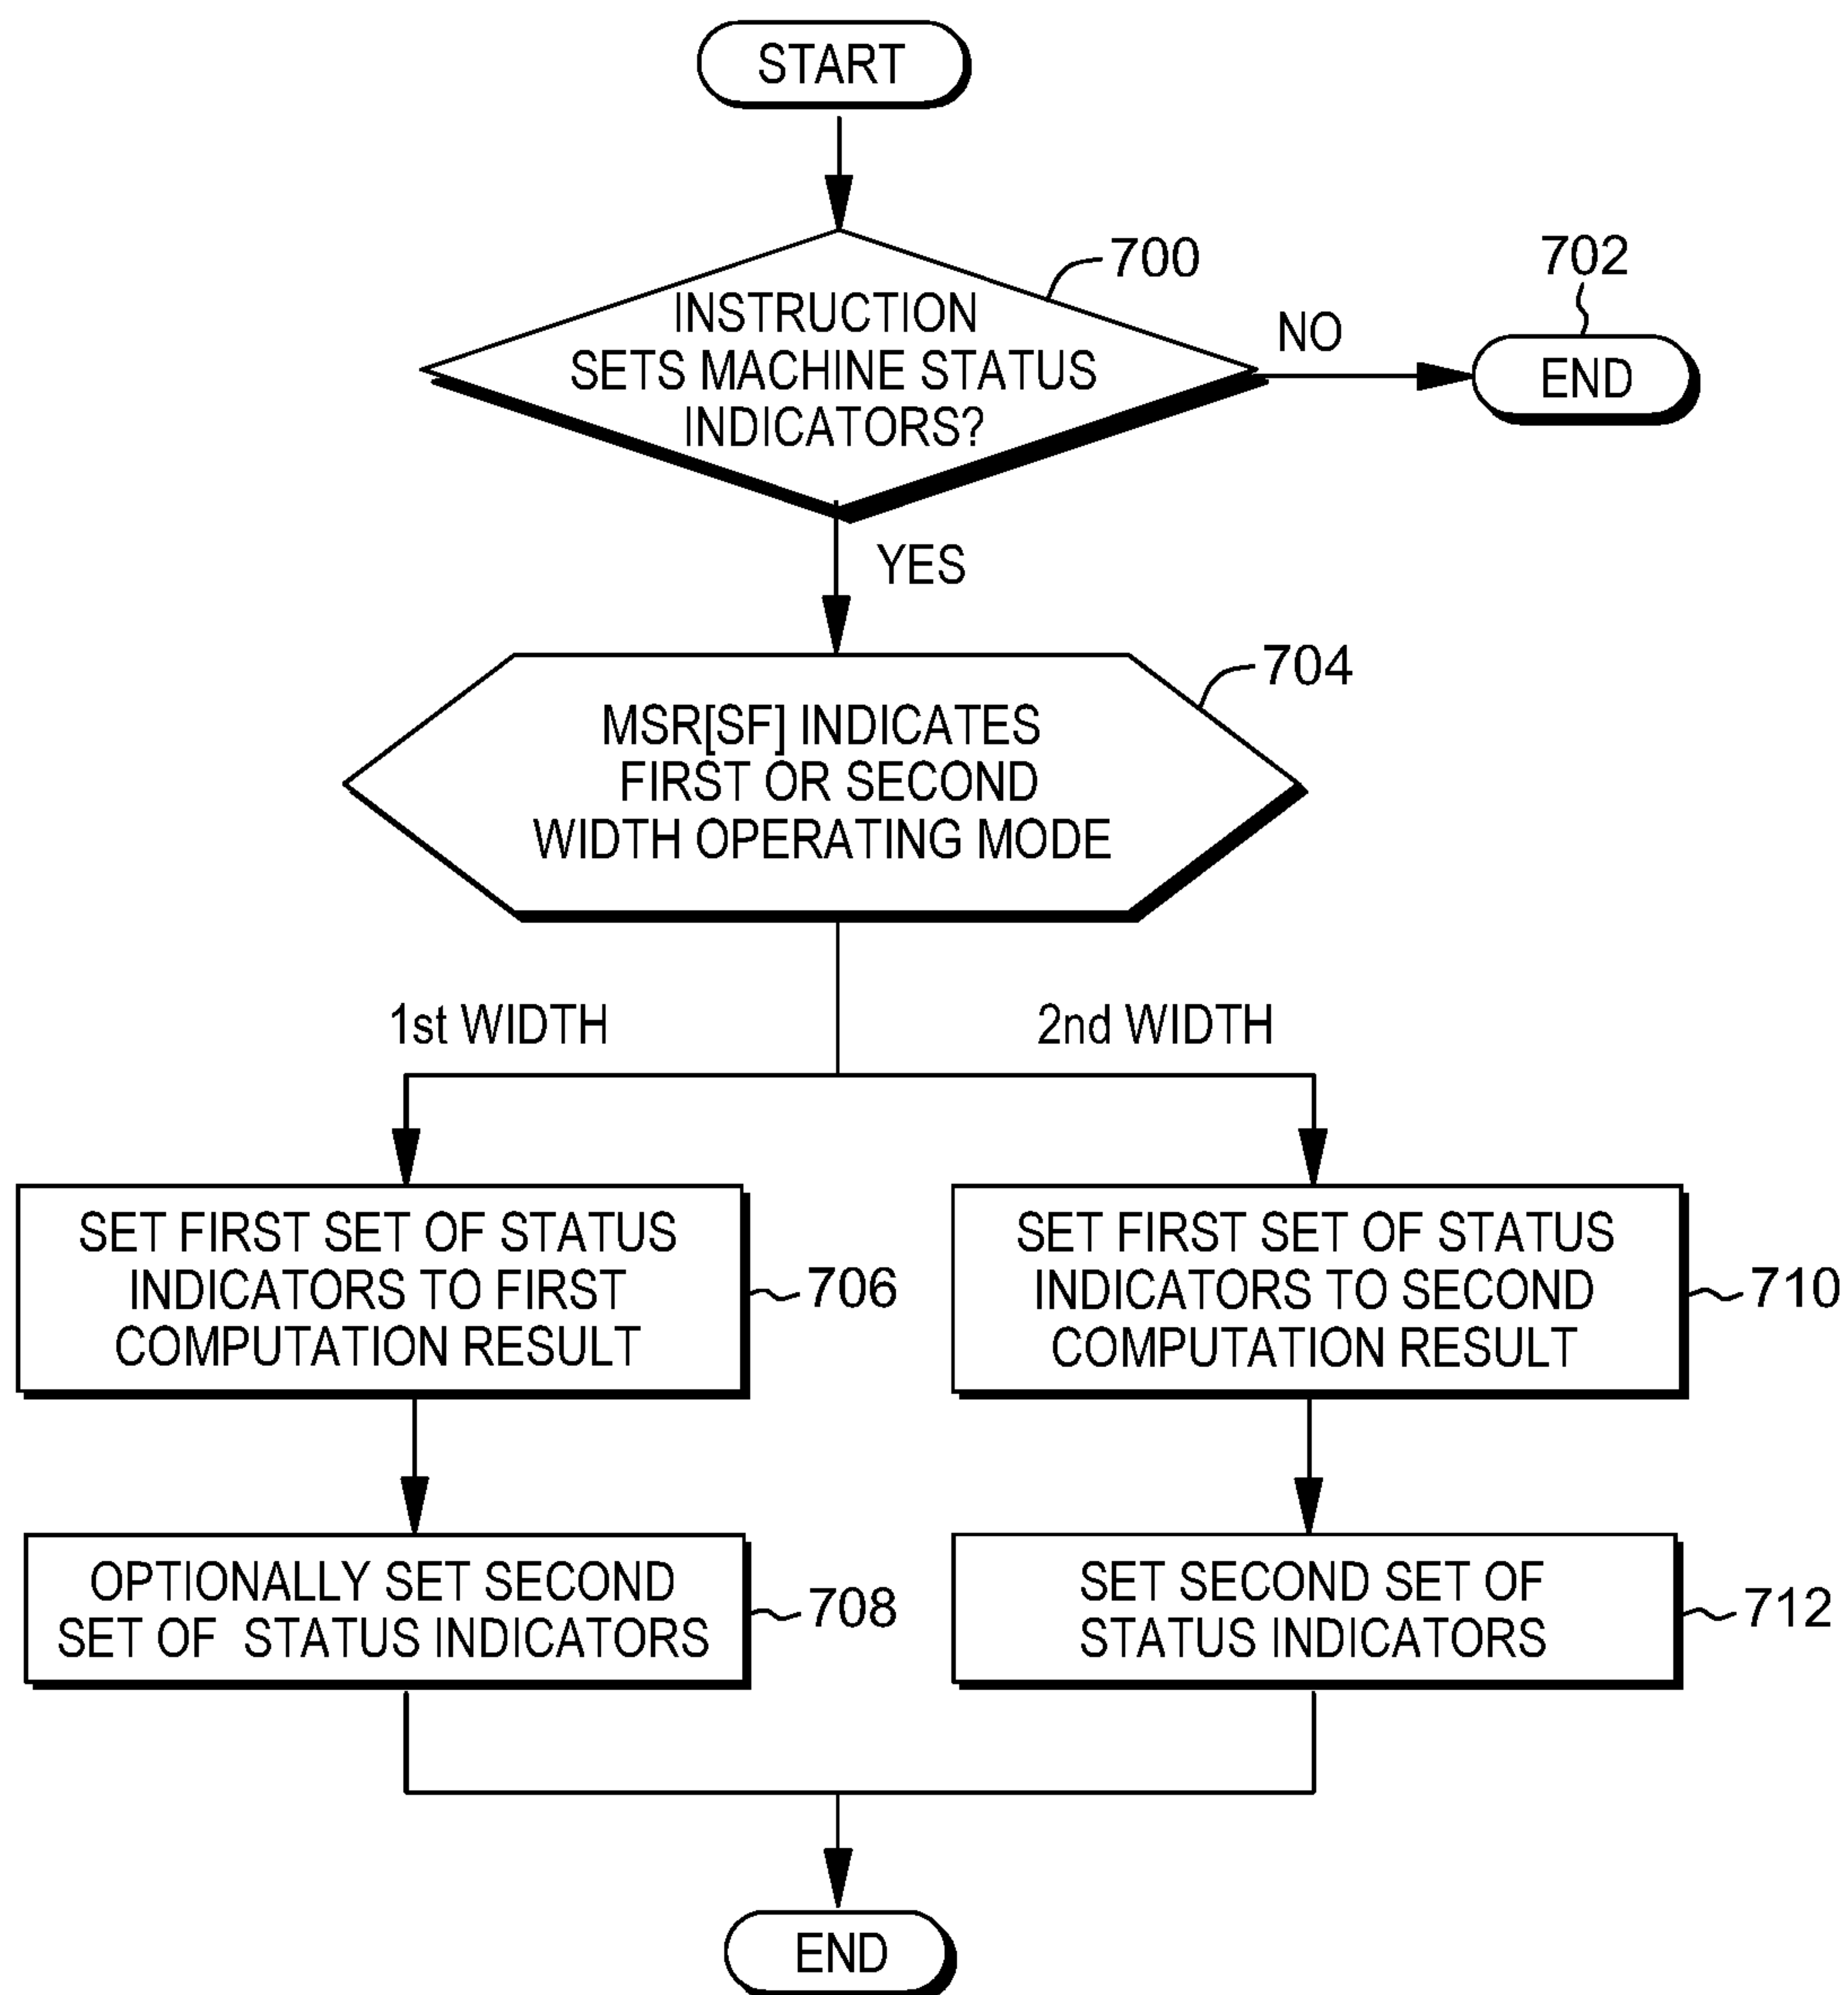 START
700
INSTRUCTION
SETS MACHINE STATUS
INDICATORS?
NO
702
END
YES
704
MSR[SF] INDICATES
FIRST OR SECOND
WIDTH OPERATING MODE
1st WIDTH
2nd WIDTH
SET FIRST SET OF STATUS
INDICATORS TO FIRST
COMPUTATION RESULT
706
SET FIRST SET OF STATUS
INDICATORS TO SECOND
COMPUTATION RESULT
710
OPTIONALLY SET SECOND
SET OF STATUS INDICATORS
708
SET SECOND SET OF
STATUS INDICATORS
712
END